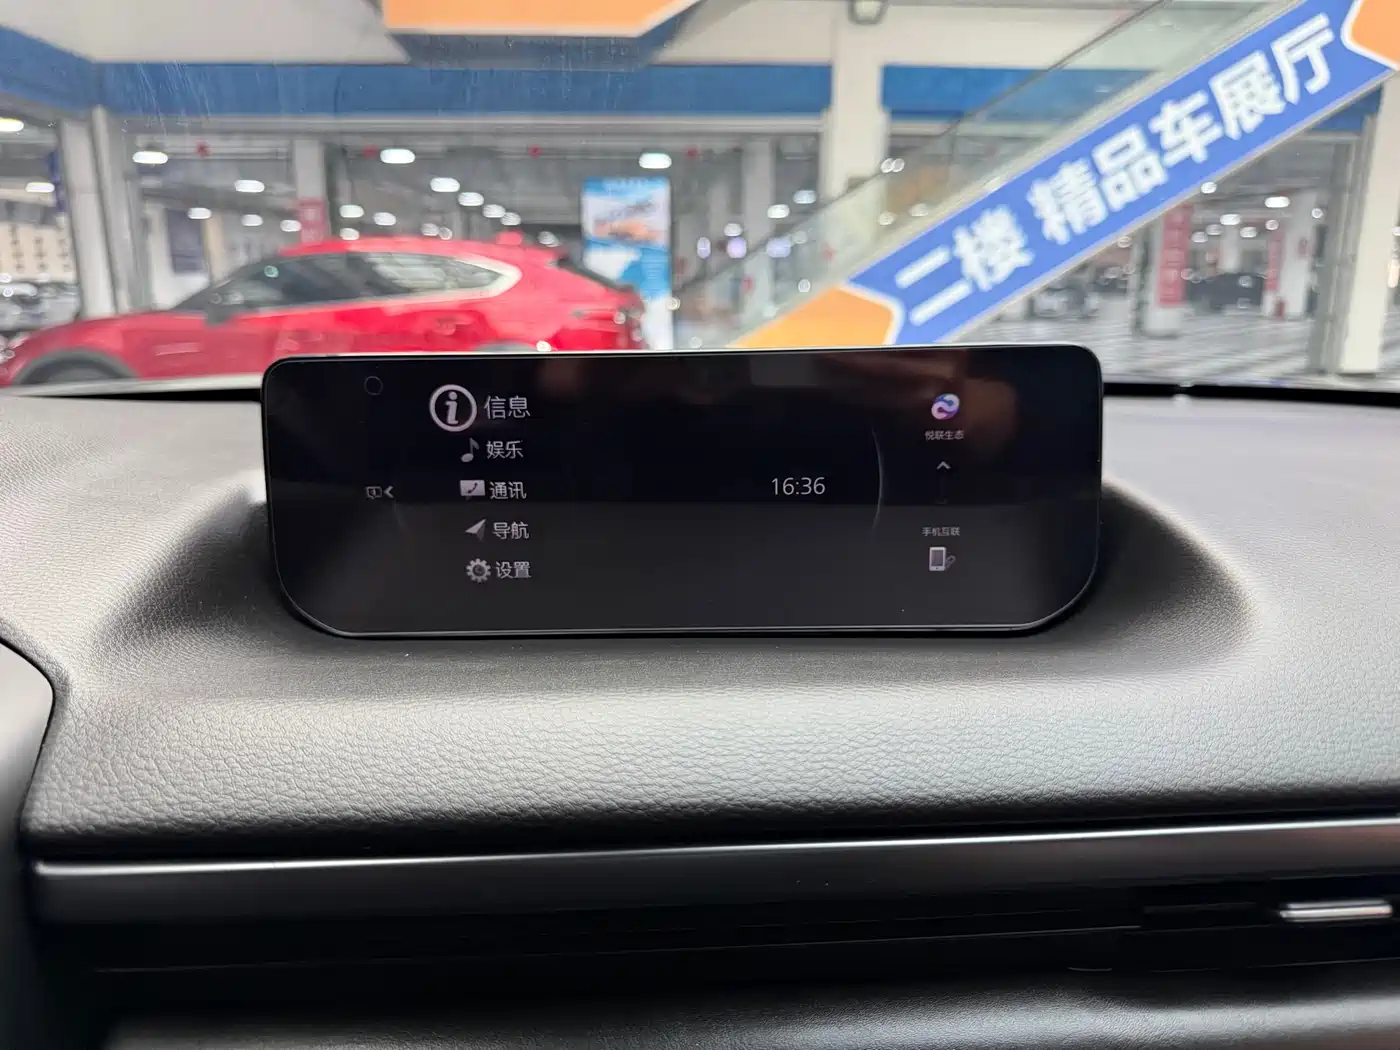 二楼 精品车展厅
信息
娱乐
通讯
导航
设置
16:36
悦联生态
手机互联